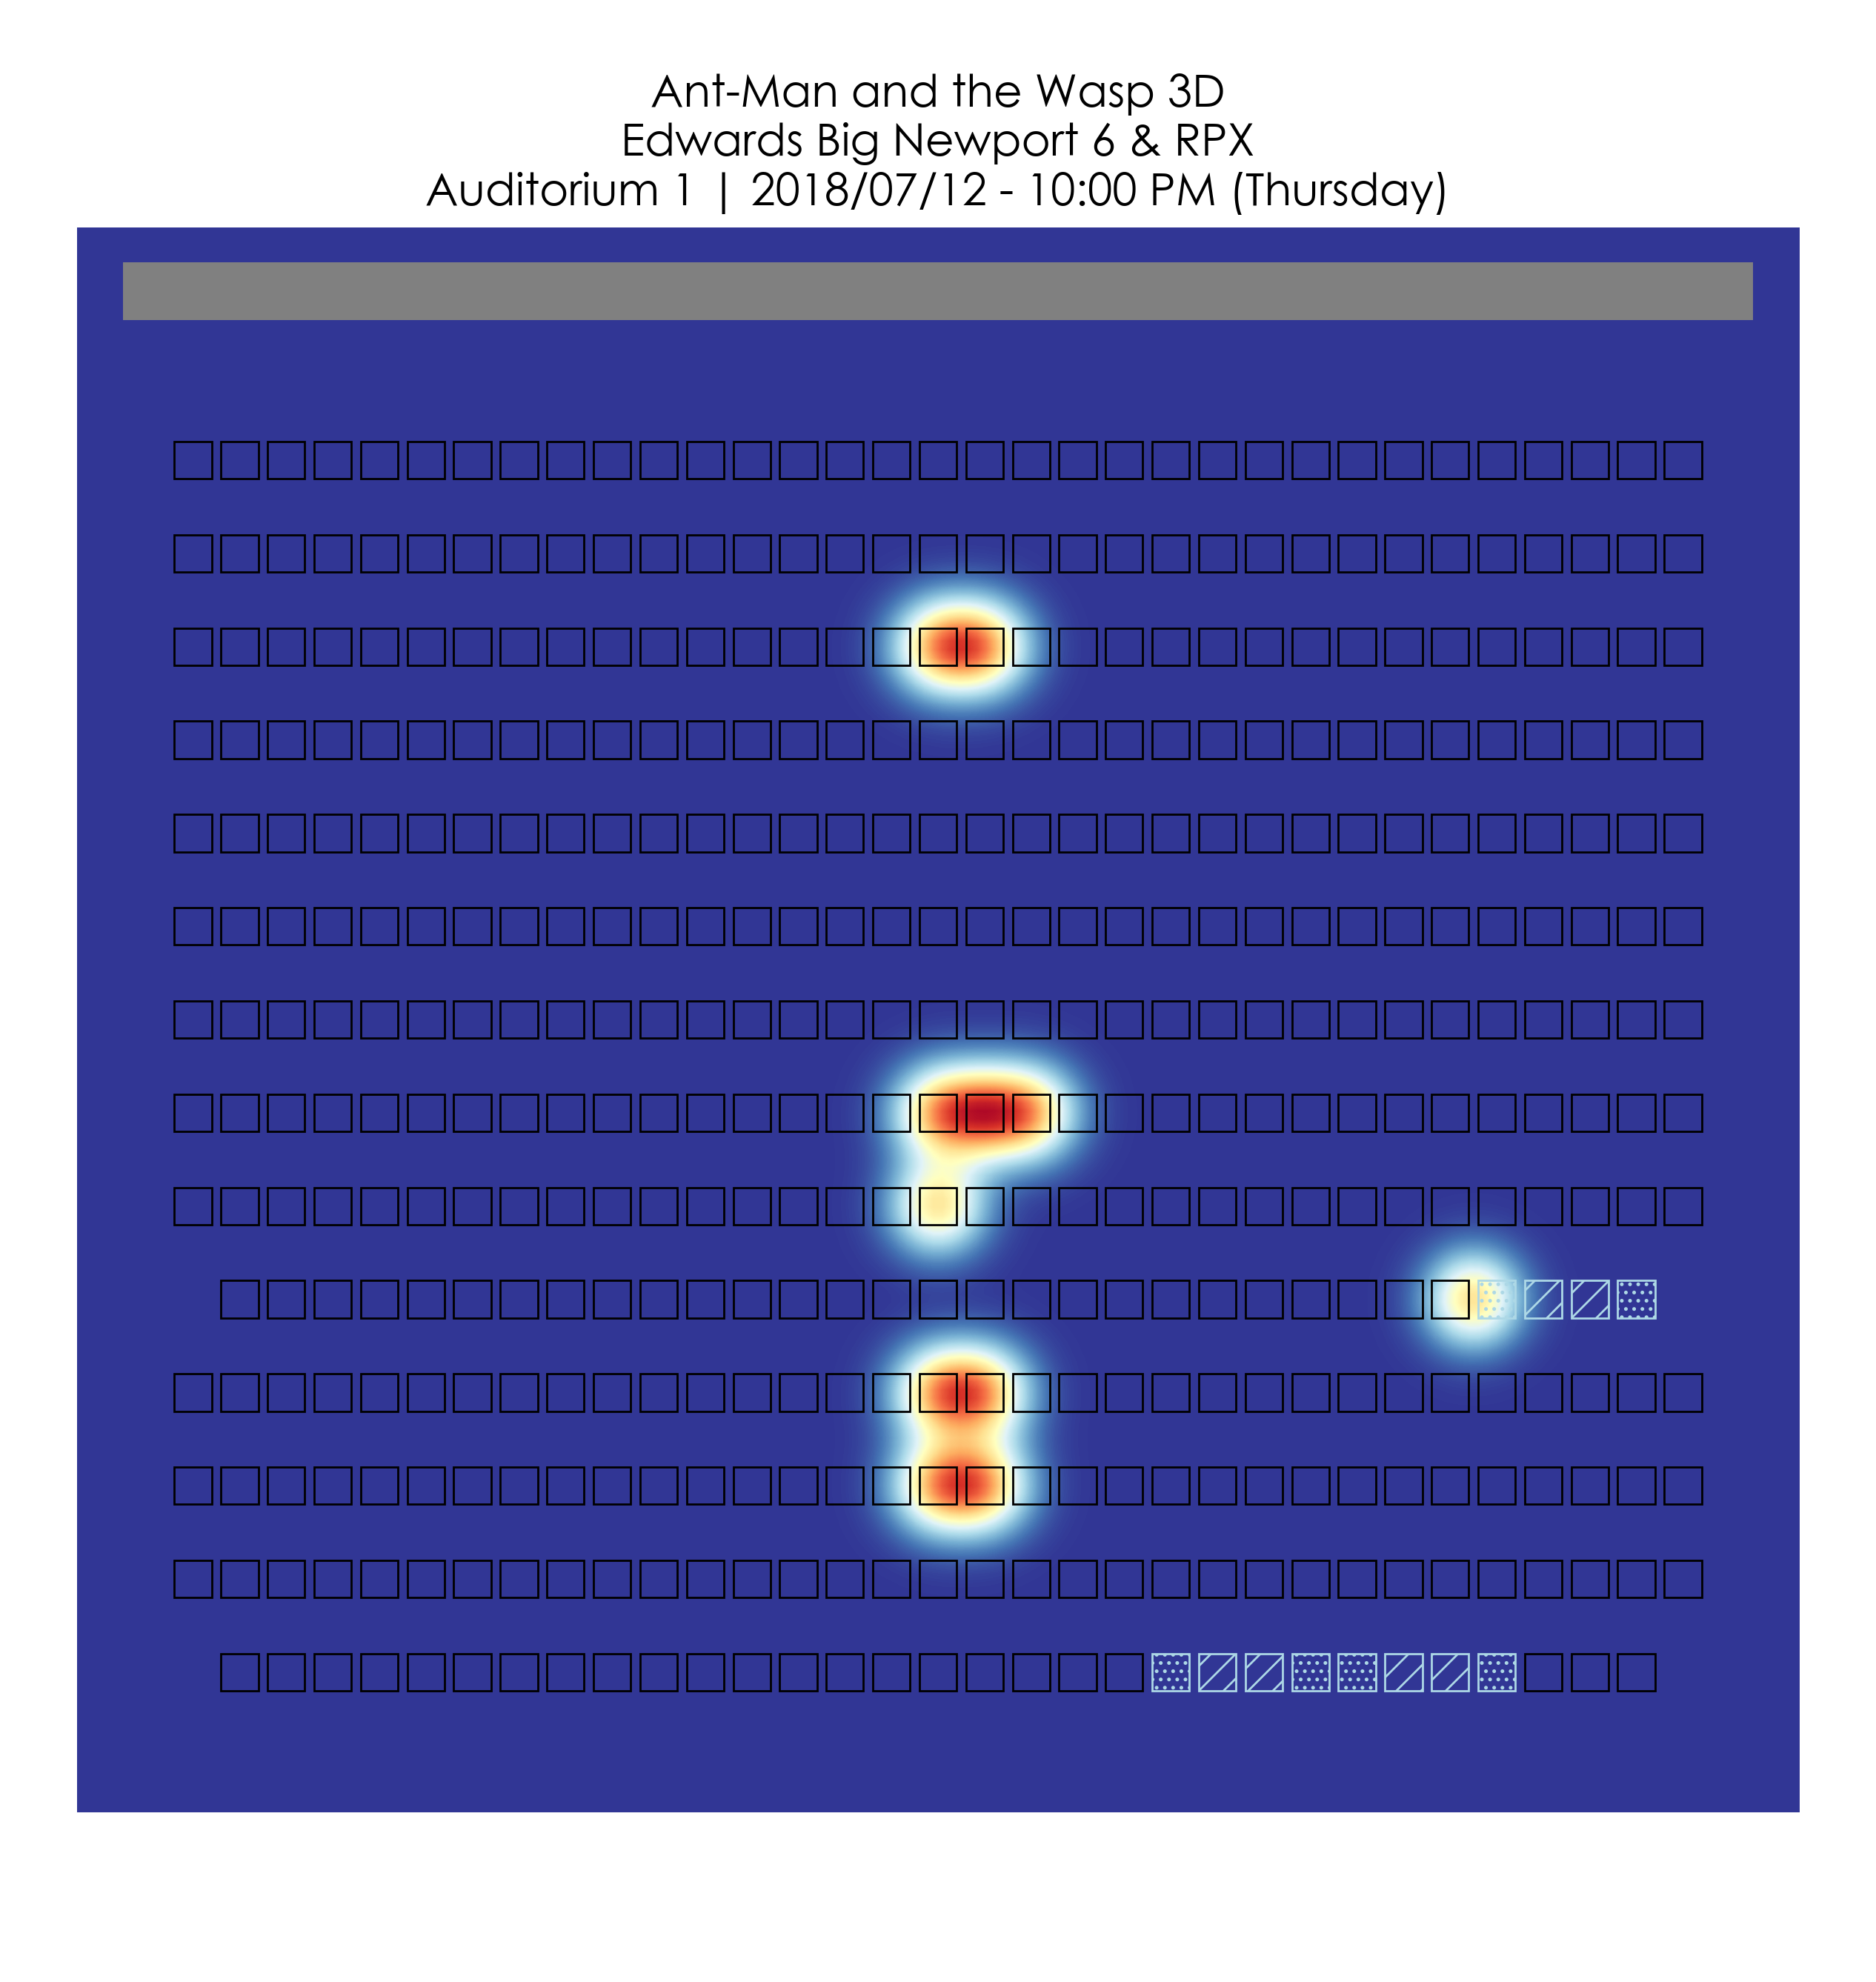 Ant-Man and the Wasp 3D
Edwards Big Newport 6 & RPX
Auditorium 1 | 2018/07/12 - 10:00 PM (Thursday)